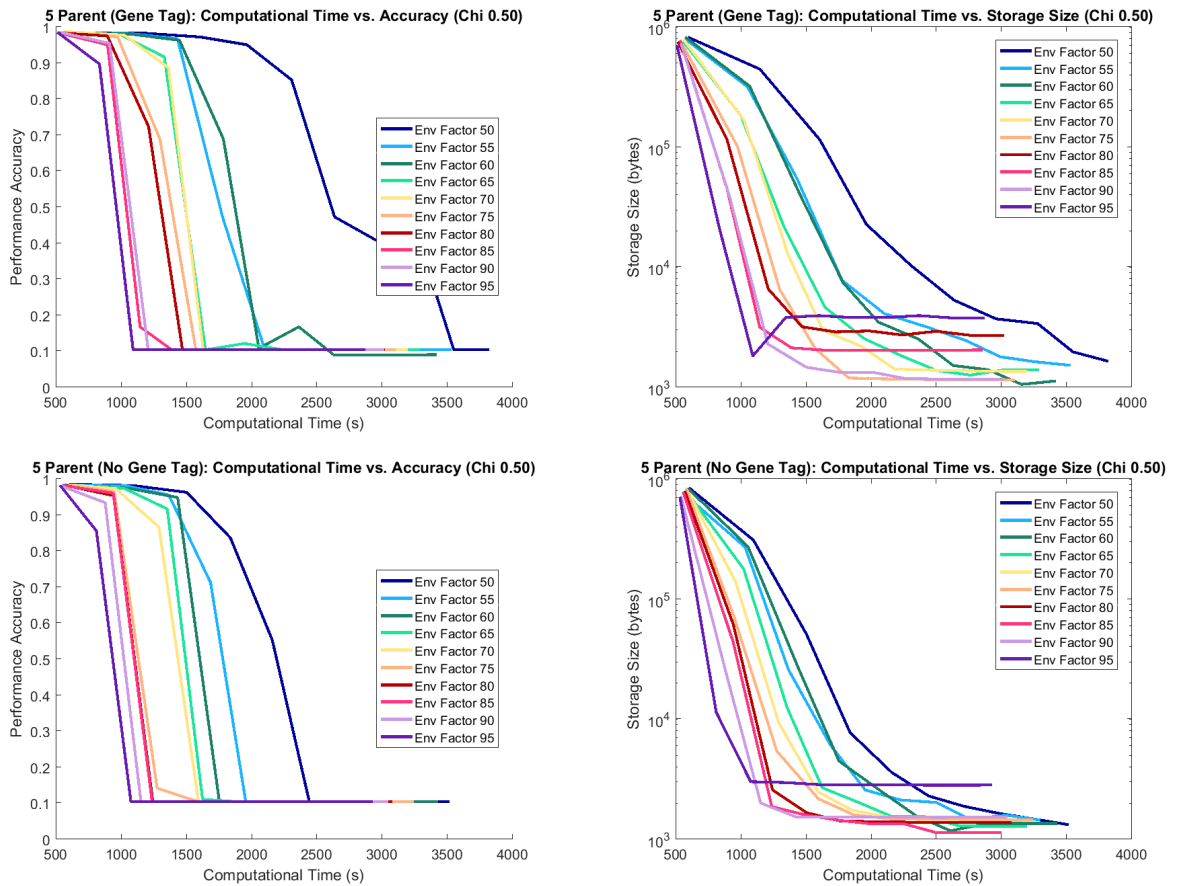 5 Parent (Gene Tag): Computational Time vs. Accuracy (Chi 0.50)
1
0.9
0.8
0.7
0.6
0.5
0.4
0.3
0.2
0.1
0
Performance Accuracy
500 1000 1500 2000 2500 3000 3500 4000
Computational Time (s)
Env Factor 50
Env Factor 55
Env Factor 60
Env Factor 65
Env Factor 70
Env Factor 75
Env Factor 80
Env Factor 85
Env Factor 90
Env Factor 95
5 Parent (Gene Tag): Computational Time vs. Storage Size (Chi 0.50)
10^6
10^5
10^4
10^3
Storage Size (bytes)
500 1000 1500 2000 2500 3000 3500 4000
Computational Time (s)
Env Factor 50
Env Factor 55
Env Factor 60
Env Factor 65
Env Factor 70
Env Factor 75
Env Factor 80
Env Factor 85
Env Factor 90
Env Factor 95
5 Parent (No Gene Tag): Computational Time vs. Accuracy (Chi 0.50)
1
0.9
0.8
0.7
0.6
0.5
0.4
0.3
0.2
0.1
0
Performance Accuracy
500 1000 1500 2000 2500 3000 3500 4000
Computational Time (s)
Env Factor 50
Env Factor 55
Env Factor 60
Env Factor 65
Env Factor 70
Env Factor 75
Env Factor 80
Env Factor 85
Env Factor 90
Env Factor 95
5 Parent (No Gene Tag): Computational Time vs. Storage Size (Chi 0.50)
10^6
10^5
10^4
10^3
Storage Size (bytes)
500 1000 1500 2000 2500 3000 3500 4000
Computational Time (s)
Env Factor 50
Env Factor 55
Env Factor 60
Env Factor 65
Env Factor 70
Env Factor 75
Env Factor 80
Env Factor 85
Env Factor 90
Env Factor 95